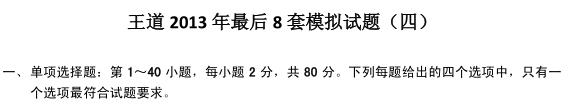 王道 2013 年最后 8 套模拟试题（四）
一、单项选择题：第 1～40 小题，每小题 2 分，共 80 分。下列每题给出的四个选项中，只有一
个选项最符合试题要求。